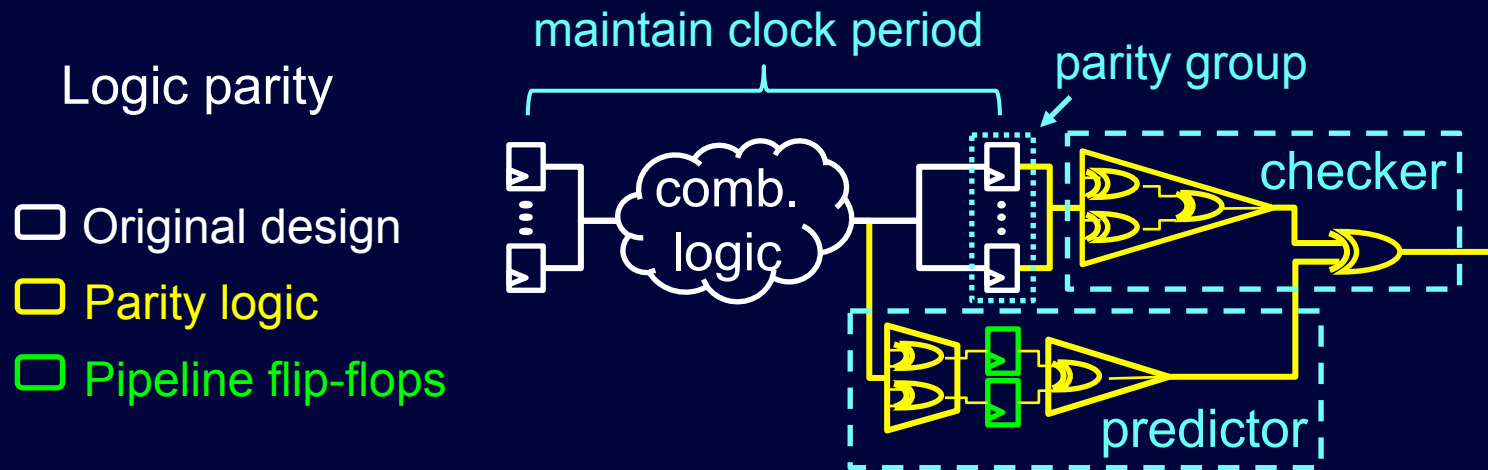 maintain clock period
Logic parity
parity group
checker
comb.
logic
Original design
Parity logic
Pipeline flip-flops
predictor